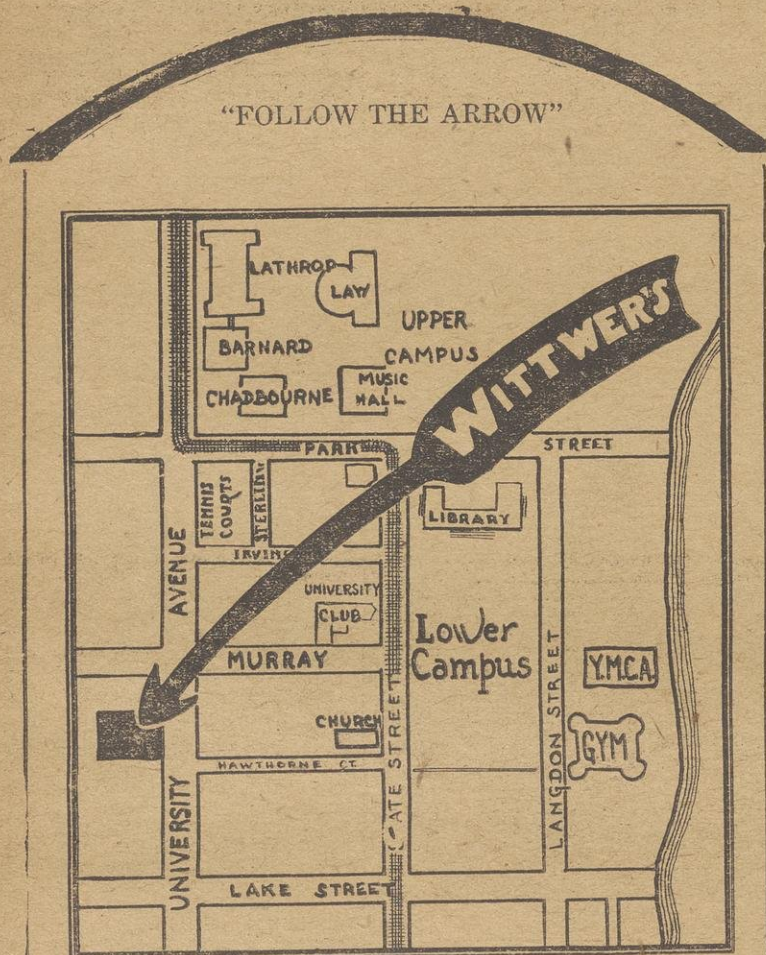 "FOLLOW THE ARROW"
LATHROP
LAW
WITTWER'S
UPPER
CAMPUS
BARNARD
MUSIC
HALL
CHADBOURNE
PARK
STREET
TENNIS
COURTS
STERLING
LIBRARY
IRVING
AVENUE
UNIVERSITY
CLUB
Lower
Campus
MURRAY
Y.M.C.A.
CHURCH
GYM
HAWTHORNE CT.
ATE STREET
LANGDON STREET
UNIVERSITY
LAKE STREET